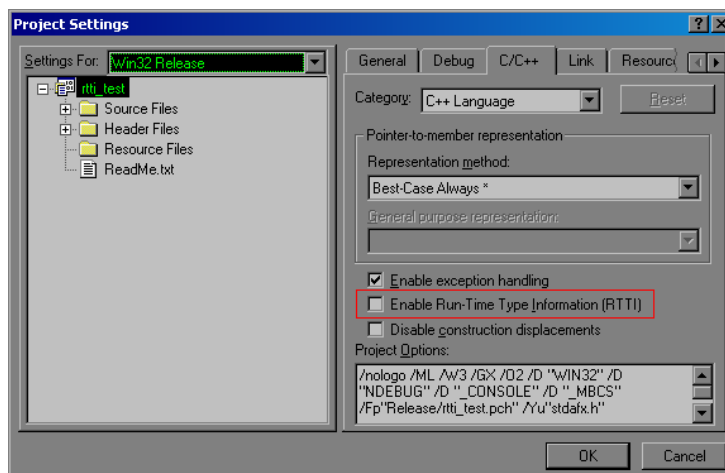 Project Settings
Settings For: Win32 Release
rtti_test
Source Files
Header Files
Resource Files
ReadMe.txt
General Debug C/C++ Link
Category: C++ Language Reset
Pointer-to-member representation
Representation method:
Best-Case Always *
General purpose representation:
Enable exception handling
Enable Run-Time Type Information (RTTI)
Disable construction displacements
Project Options:
/nologo /ML /W3 /GX /O2 /D "WIN32" /D
"NDEBUG" /D "_CONSOLE" /D "_MBCS"
/Fp"Release/rtti_test.pch" /Yu"stdafx.h"
OK Cancel